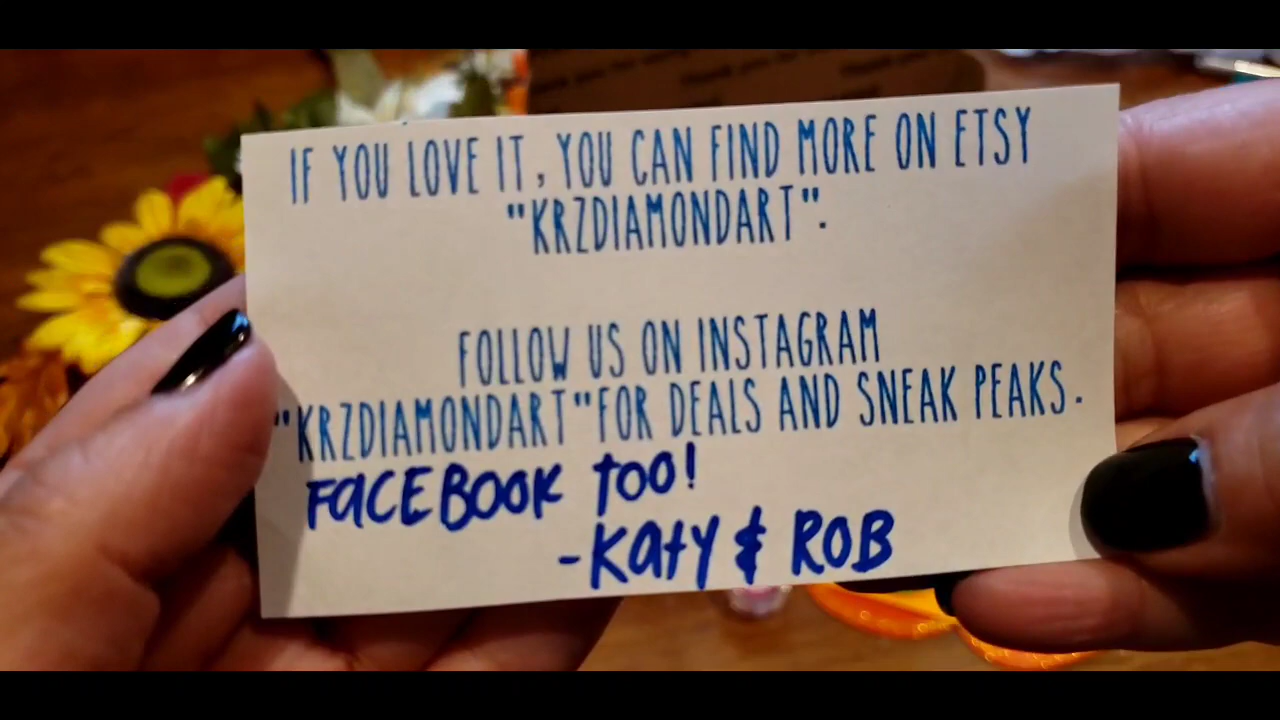 IF YOU LOVE IT, YOU CAN FIND MORE ON ETSY
"KRZDIAMONDART".
FOLLOW US ON INSTAGRAM
"KRZDIAMONDART"FOR DEALS AND SNEAK PEAKS.
FACEBOOK TOO!
-KATY & ROB